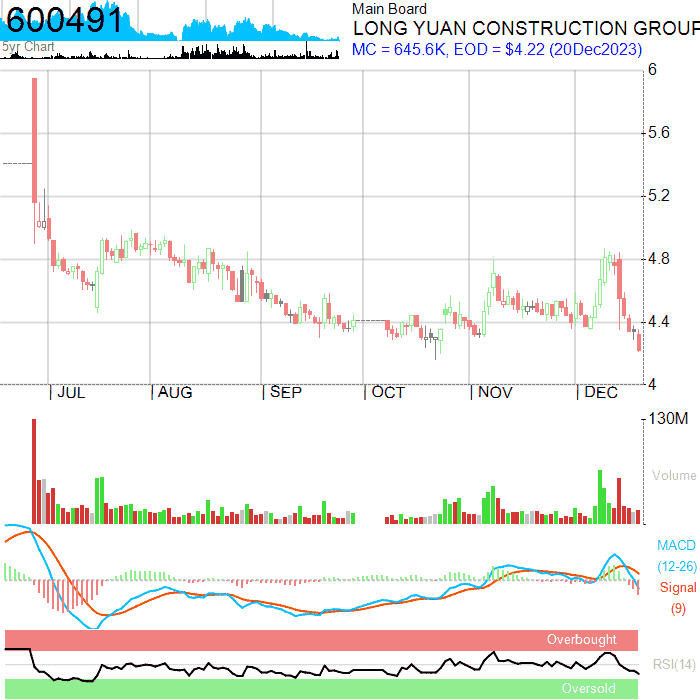 600491
5yr Chart
Main Board
LONG YUAN CONSTRUCTION GROUP
MC = 645.6K, EOD = $4.22 (20Dec2023)
6
5.6
5.2
4.8
4.4
4
JUL
AUG
SEP
OCT
NOV
DEC
130M
Volume
MACD
(12-26)
Signal
(9)
Overbought
RSI(14)
Oversold